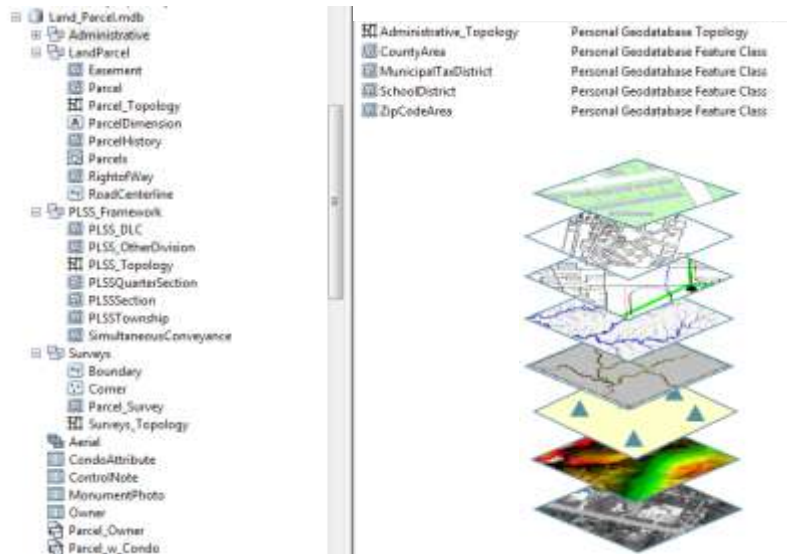 Land_Parcel.mdb
Administrative
LandParcel
Easement
Parcel
Parcel_Topology
ParcelDimension
ParcelHistory
Parcels
RightofWay
RoadCenterline
PLSS_Framework
PLSS_DLC
PLSS_OtherDivision
PLSS_Topology
PLSSQuarterSection
PLSSSection
PLSSTownship
SimultaneousConveyance
Surveys
Boundary
Corner
Parcel_Survey
Surveys_Topology
Aerial
CondoAttribute
ControlNote
MonumentPhoto
Owner
Parcel_Owner
Parcel_w_Condo
Administrative_Topology Personal Geodatabase Topology
CountyArea Personal Geodatabase Feature Class
MunicipalTaxDistrict Personal Geodatabase Feature Class
SchoolDistrict Personal Geodatabase Feature Class
ZipCodeArea Personal Geodatabase Feature Class